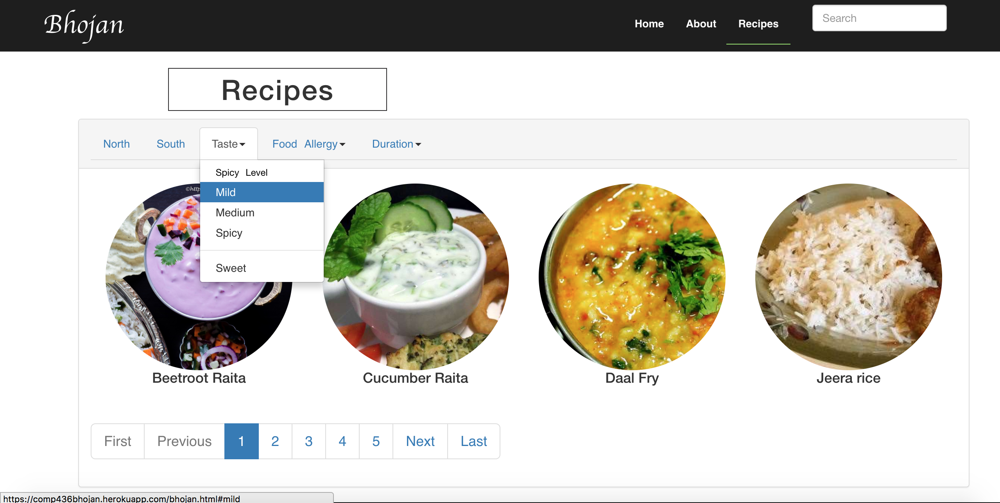 Bhojan
Home About Recipes Search
Recipes
North South Taste Food Allergy Duration
Spicy Level
Mild
Medium
Spicy
Sweet
Beetroot Raita Cucumber Raita Daal Fry Jeera rice
First Previous 1 2 3 4 5 Next Last
https://comp436bhojan.herokuapp.com/bhojan.html#mild